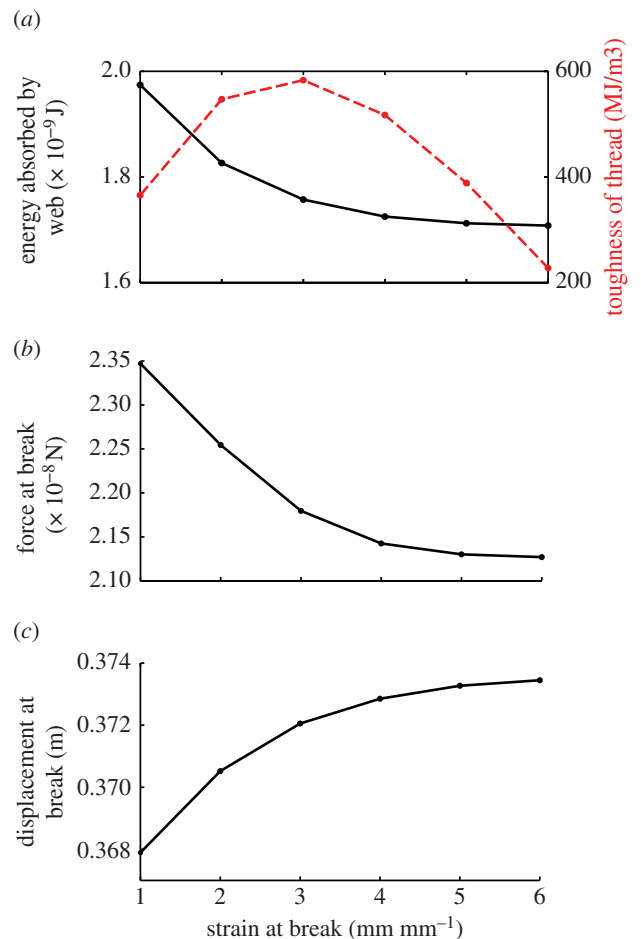 (a)
energy absorbed by
web (× 10⁻⁹ J)
2.0
1.8
1.6
600
400
200
toughness of thread (MJ/m3)
(b)
force at break
(× 10⁻⁸ N)
2.35
2.30
2.25
2.20
2.15
2.10
(c)
displacement at
break (m)
0.374
0.372
0.370
0.368
1 2 3 4 5 6
strain at break (mm mm⁻¹)